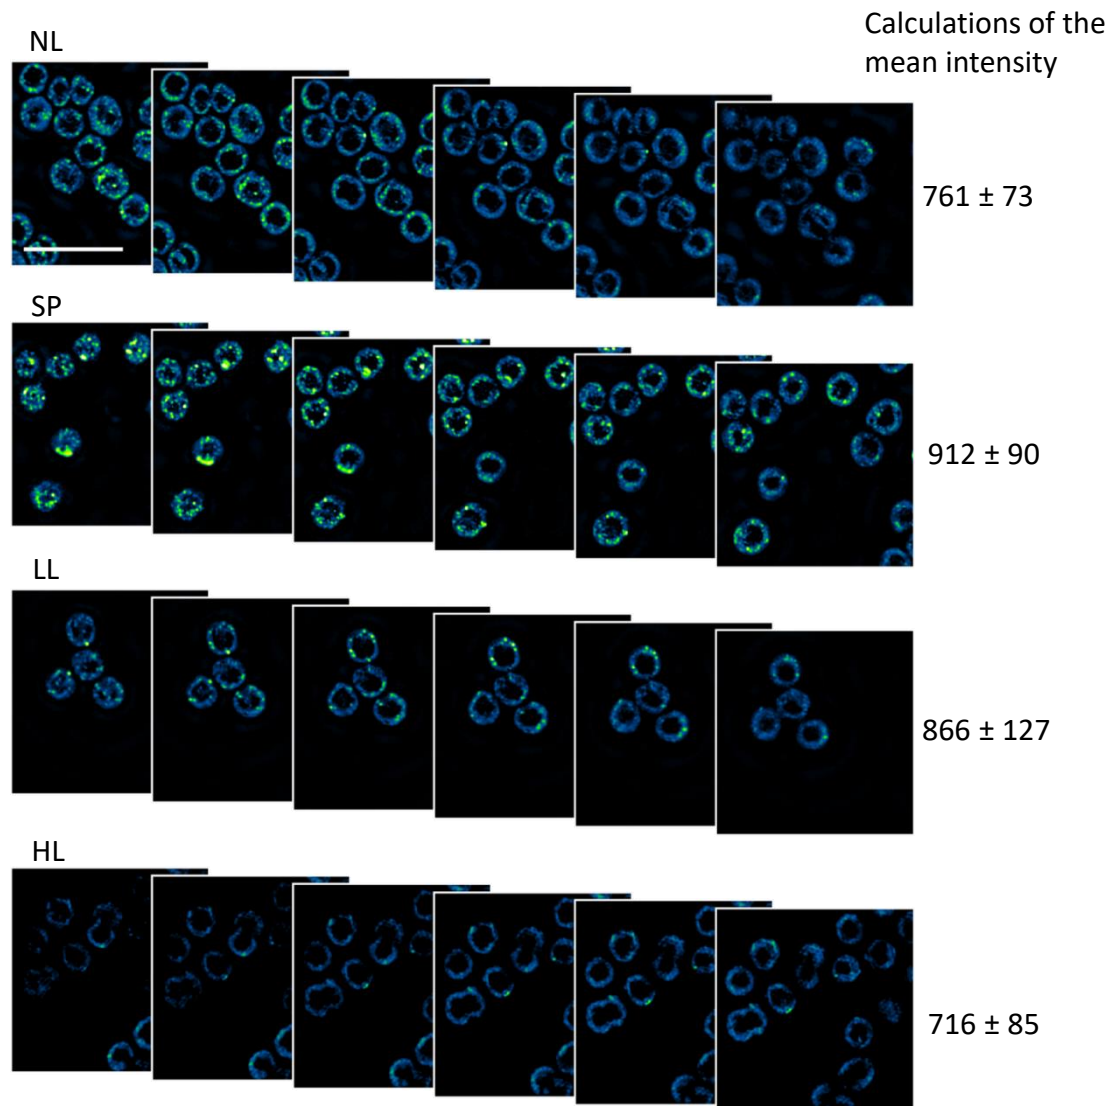 Calculations of the
mean intensity
NL
761 ± 73
SP
912 ± 90
LL
866 ± 127
HL
716 ± 85